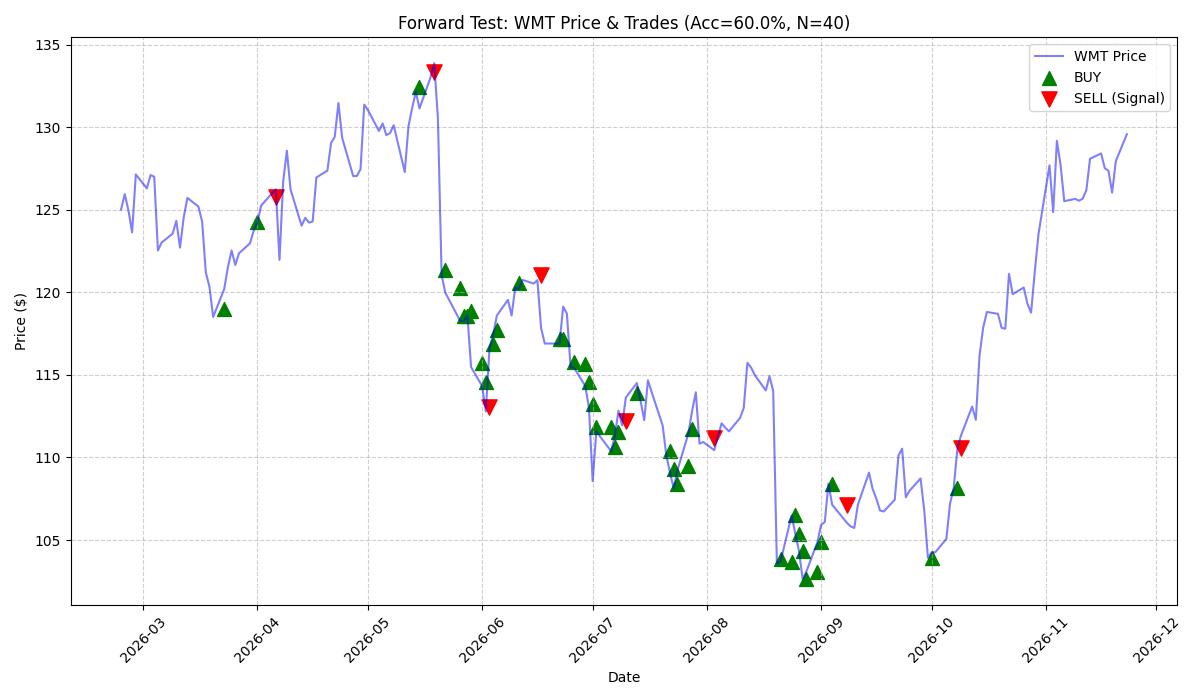 Forward Test: WMT Price & Trades (Acc=60.0%, N=40)
WMT Price
BUY
SELL (Signal)
Price ($)
135
130
125
120
115
110
105
2026-03
2026-04
2026-05
2026-06
2026-07
2026-08
2026-09
2026-10
2026-11
2026-12
Date